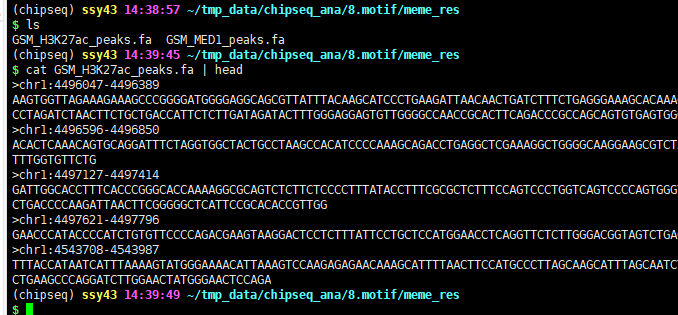 (chipseq) ssy43 14:38:57 ~/tmp_data/chipseq_ana/8.motif/meme_res
$ ls
GSM_H3K27ac_peaks.fa  GSM_MED1_peaks.fa
(chipseq) ssy43 14:39:45 ~/tmp_data/chipseq_ana/8.motif/meme_res
$ cat GSM_H3K27ac_peaks.fa | head
>chr1:4496047-4496389
AAGTGGTTAGAAAGAAAGCCCGGGGATGGGGAGGCAGCGTTATTTACAAGCATCCCTGAAGATTAACAACTGATCTTTCTGAGGGAAAGCACAAA
CCTAGATCTAACTTCTGCTGACCATTCTCTTGATAGATACTTTGGGAGGAGTGTTGGGGCCAACCGCACTTCAGACCCGCCAGCAGTGTGAGTGG
>chr1:4496596-4496850
ACACTCAAACAGTGCAGGATTTCTAGGTGGCTACTGCCTAAGCCACATCCCCAAAGCAGACCTGAGGCTCGAAAGGCTGGGGCAAGGAAGCGTCT
TTTGGTGTTCTG
>chr1:4497127-4497414
GATTGGCACCTTTCACCCGGGCACCAAAAGGCGCAGTCTCTTCTCCCCTTTATACCTTTCGCGCTCTTTCCAGTCCCTGGTCAGTCCCCAGTGGG
CTGACCCCAAGATTAACTTCGGGGGCTCATTCCGCACACCGTTGG
>chr1:4497621-4497796
GAACCCATACCCCATCTGTGTTCCCCAGACGAAGTAAGGACTCCTCTTTATTCCTGCTCCATGGAACCTCAGGTTCTCTTGGGACGGTAGTCTGA
>chr1:4543708-4543987
TTTACCATAATCATTTAAAAGTATGGGAAAACATTAAAGTCCAAGAGAGAACAAAGCATTTTAACTTCCATGCCCTTAGCAAGCATTTAGCAATC
CTGAAGCCCAGGATCTTGGAACTATGGGAACTCCAGA
(chipseq) ssy43 14:39:49 ~/tmp_data/chipseq_ana/8.motif/meme_res
$